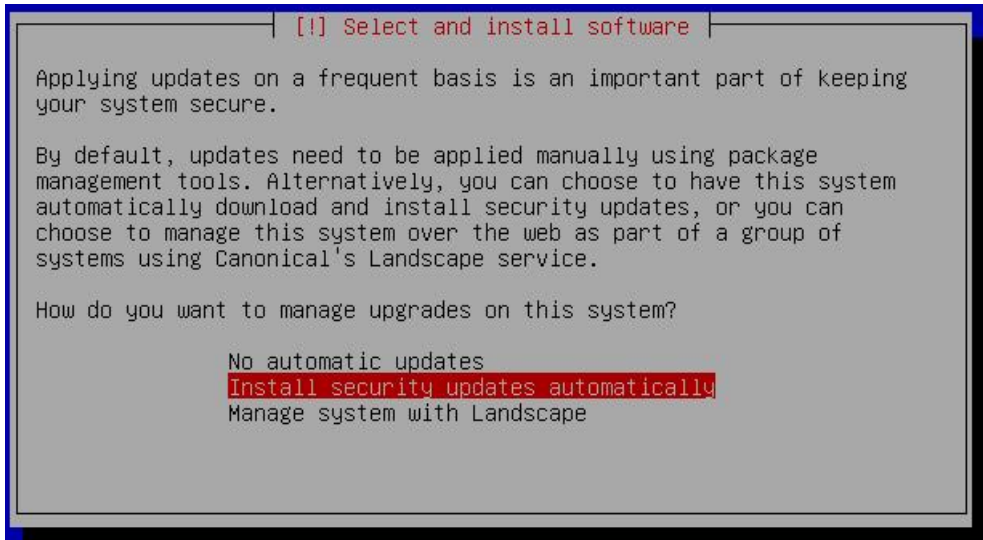 [!] Select and install software
Applying updates on a frequent basis is an important part of keeping
your system secure.
By default, updates need to be applied manually using package
management tools. Alternatively, you can choose to have this system
automatically download and install security updates, or you can
choose to manage this system over the web as part of a group of
systems using Canonical's Landscape service.
How do you want to manage upgrades on this system?
No automatic updates
Install security updates automatically
Manage system with Landscape